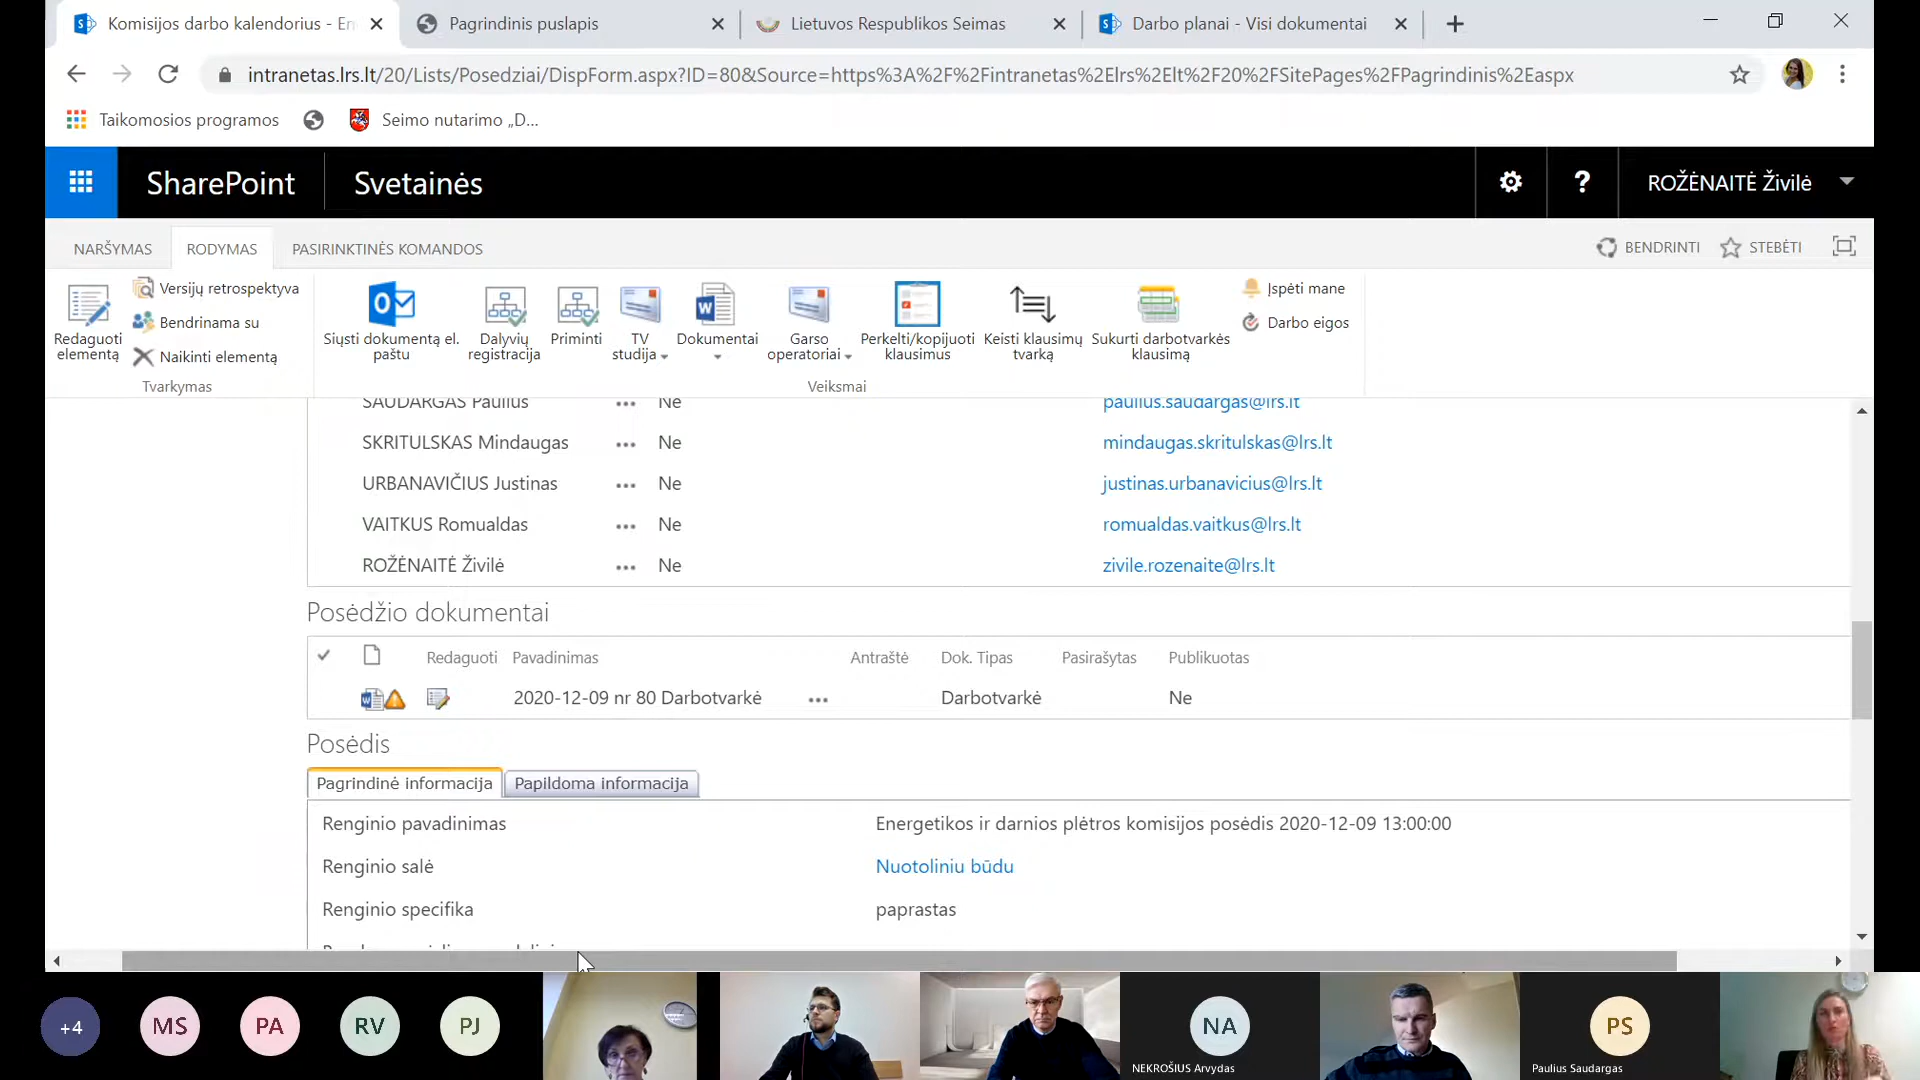 Komisijos darbo kalendorius - En
Pagrindinis puslapis
Lietuvos Respublikos Seimas
Darbo planai - Visi dokumentai
intranetas.lrs.lt/20/Lists/Posedziai/DispForm.aspx?ID=80&Source=https%3A%2F%2Fintranetas%2Elrs%2Elt%2F20%2FSitePages%2FPagrindinis%2Easpx
Taikomosios programos
Seimo nutarimo „D...
SharePoint
Svetainės
?
ROŽĖNAITĖ Živilė
NARŠYMAS
RODYMAS
PASIRINKTINĖS KOMANDOS
BENDRINTI
STEBĖTI
Redaguoti
elementą
Versijų retrospektyva
Bendrinama su
Naikinti elementą
Tvarkymas
Siųsti dokumentą el.
paštu
Dalyvių
registracija
Priminti
TV
studija
Dokumentai
Garso
operatoriai
Perkelti/kopijuoti
klausimus
Keisti klausimų
tvarką
Sukurti darbotvarkės
klausimą
Įspėti mane
Darbo eigos
Veiksmai
SAUDARGAS Paulius ... Ne paulius.saudargas@lrs.lt
SKRITULSKAS Mindaugas ... Ne mindaugas.skritulskas@lrs.lt
URBANAVIČIUS Justinas ... Ne justinas.urbanavicius@lrs.lt
VAITKUS Romualdas ... Ne romualdas.vaitkus@lrs.lt
ROŽĖNAITĖ Živilė ... Ne zivile.rozenaite@lrs.lt
Posėdžio dokumentai
Redaguoti Pavadinimas Antraštė Dok. Tipas Pasirašytas Publikuotas
2020-12-09 nr 80 Darbotvarkė ... Darbotvarkė Ne
Posėdis
Pagrindinė informacija
Papildoma informacija
Renginio pavadinimas Energetikos ir darnios plėtros komisijos posėdis 2020-12-09 13:00:00
Renginio salė Nuotoliniu būdu
Renginio specifika paprastas
+4
MS
PA
RV
PJ
NA
NEKROŠIUS Arvydas
PS
Paulius Saudargas